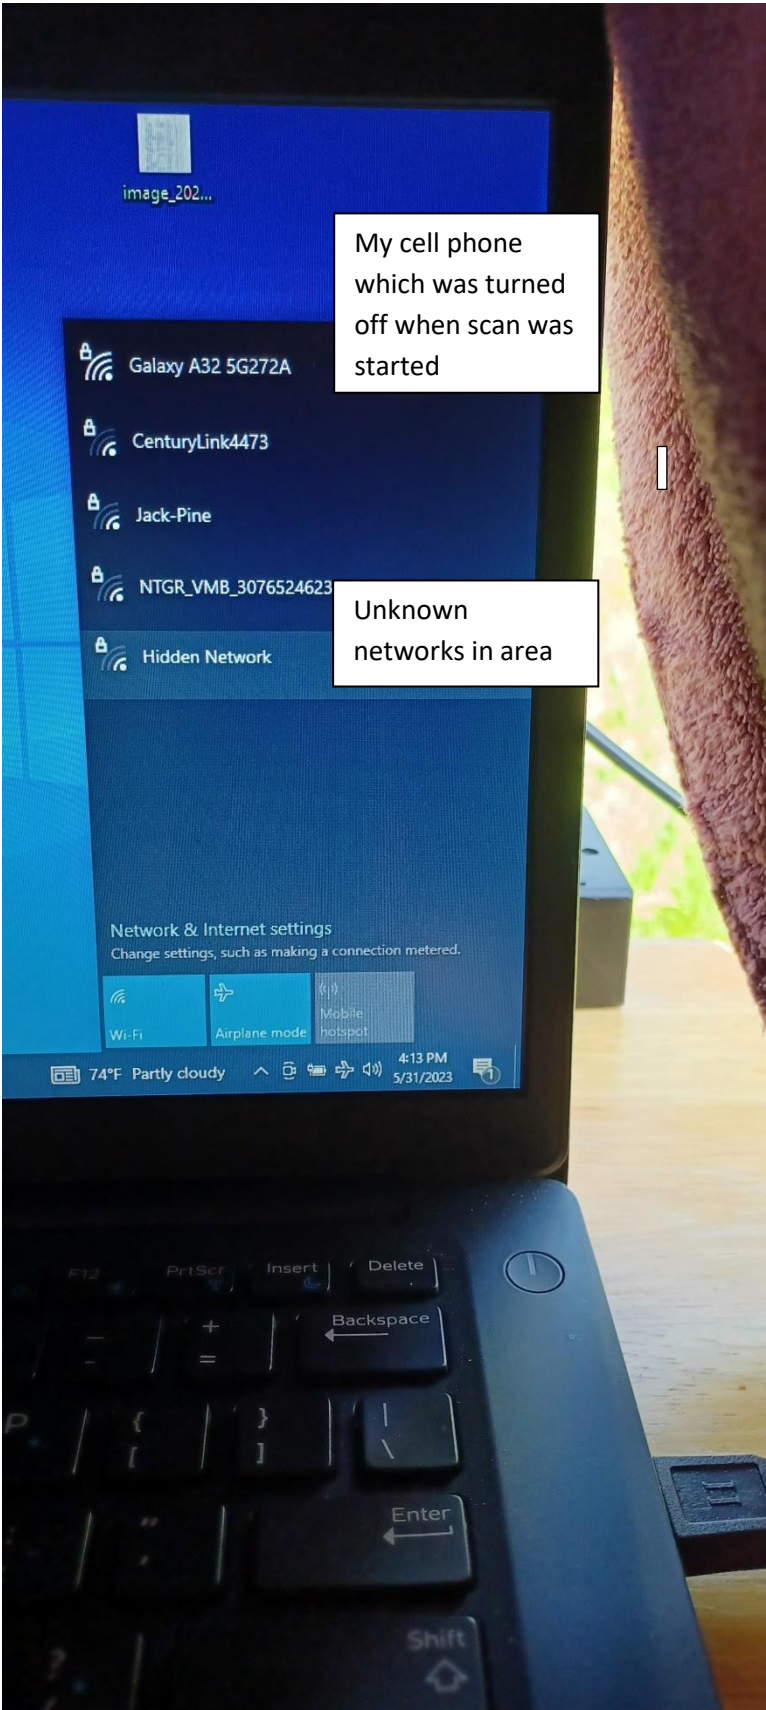 image_202...
My cell phone
which was turned
off when scan was
started
Galaxy A32 5G272A
CenturyLink4473
Jack-Pine
NTGR_VMB_3076524623
Unknown
networks in area
Hidden Network
Network & Internet settings
Change settings, such as making a connection metered.
Wi-Fi
Airplane mode
Mobile
hotspot
74°F Partly cloudy
4:13 PM
5/31/2023
1
F12 PrtScr Insert Delete
Backspace
+
- =
P { } |
[ ] \
Enter
Shift
?